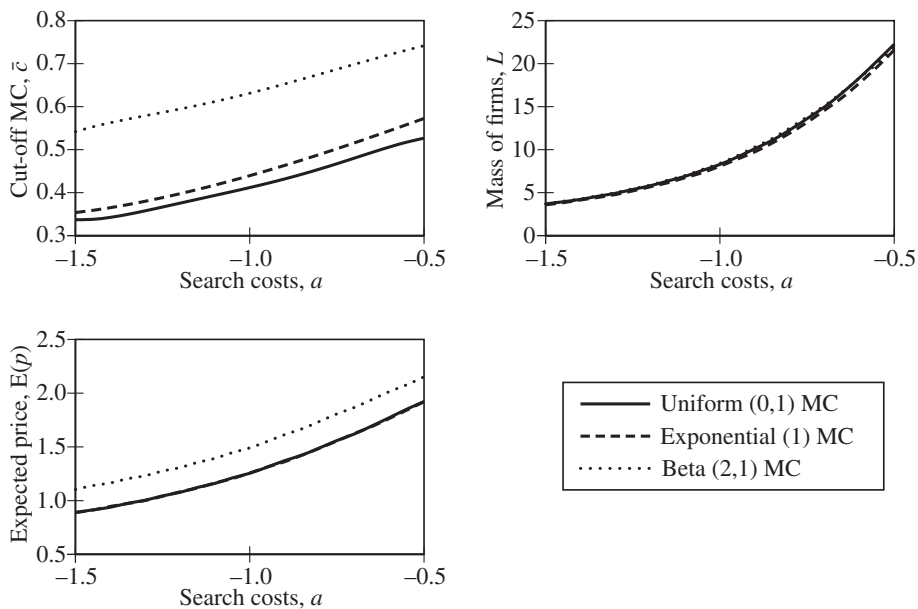 Cut-off MC, c̄
0.8
0.7
0.6
0.5
0.4
0.3
–1.5
–1.0
–0.5
Search costs, a
Mass of firms, L
25
20
15
10
5
0
–1.5
–1.0
–0.5
Search costs, a
Expected price, E(p)
2.5
2.0
1.5
1.0
0.5
–1.5
–1.0
–0.5
Search costs, a
Uniform (0,1) MC
Exponential (1) MC
Beta (2,1) MC